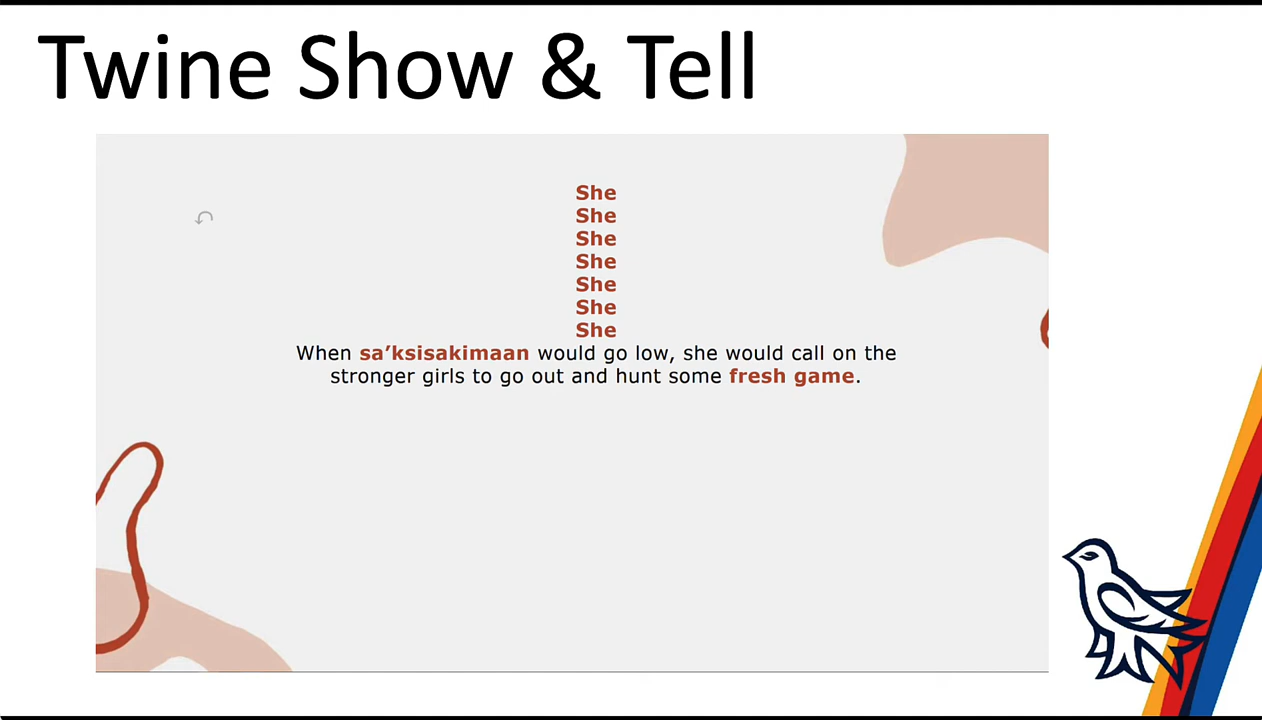 Twine Show & Tell
She
She
She
She
She
She
She
When sa’ksisakimaan would go low, she would call on the
stronger girls to go out and hunt some fresh game.